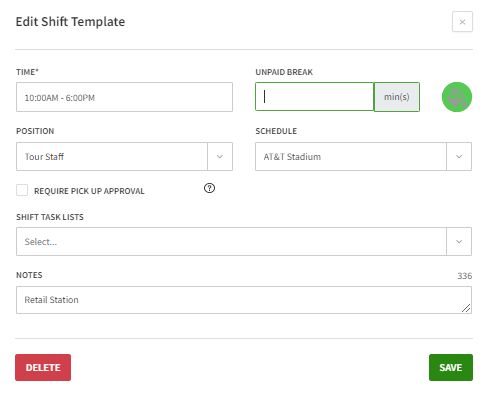 Edit Shift Template
×
TIME*
UNPAID BREAK
10:00AM - 6:00PM
min(s)
POSITION
SCHEDULE
Tour Staff
AT&T Stadium
REQUIRE PICK UP APPROVAL
?
SHIFT TASK LISTS
Select...
NOTES
336
Retail Station
DELETE
SAVE